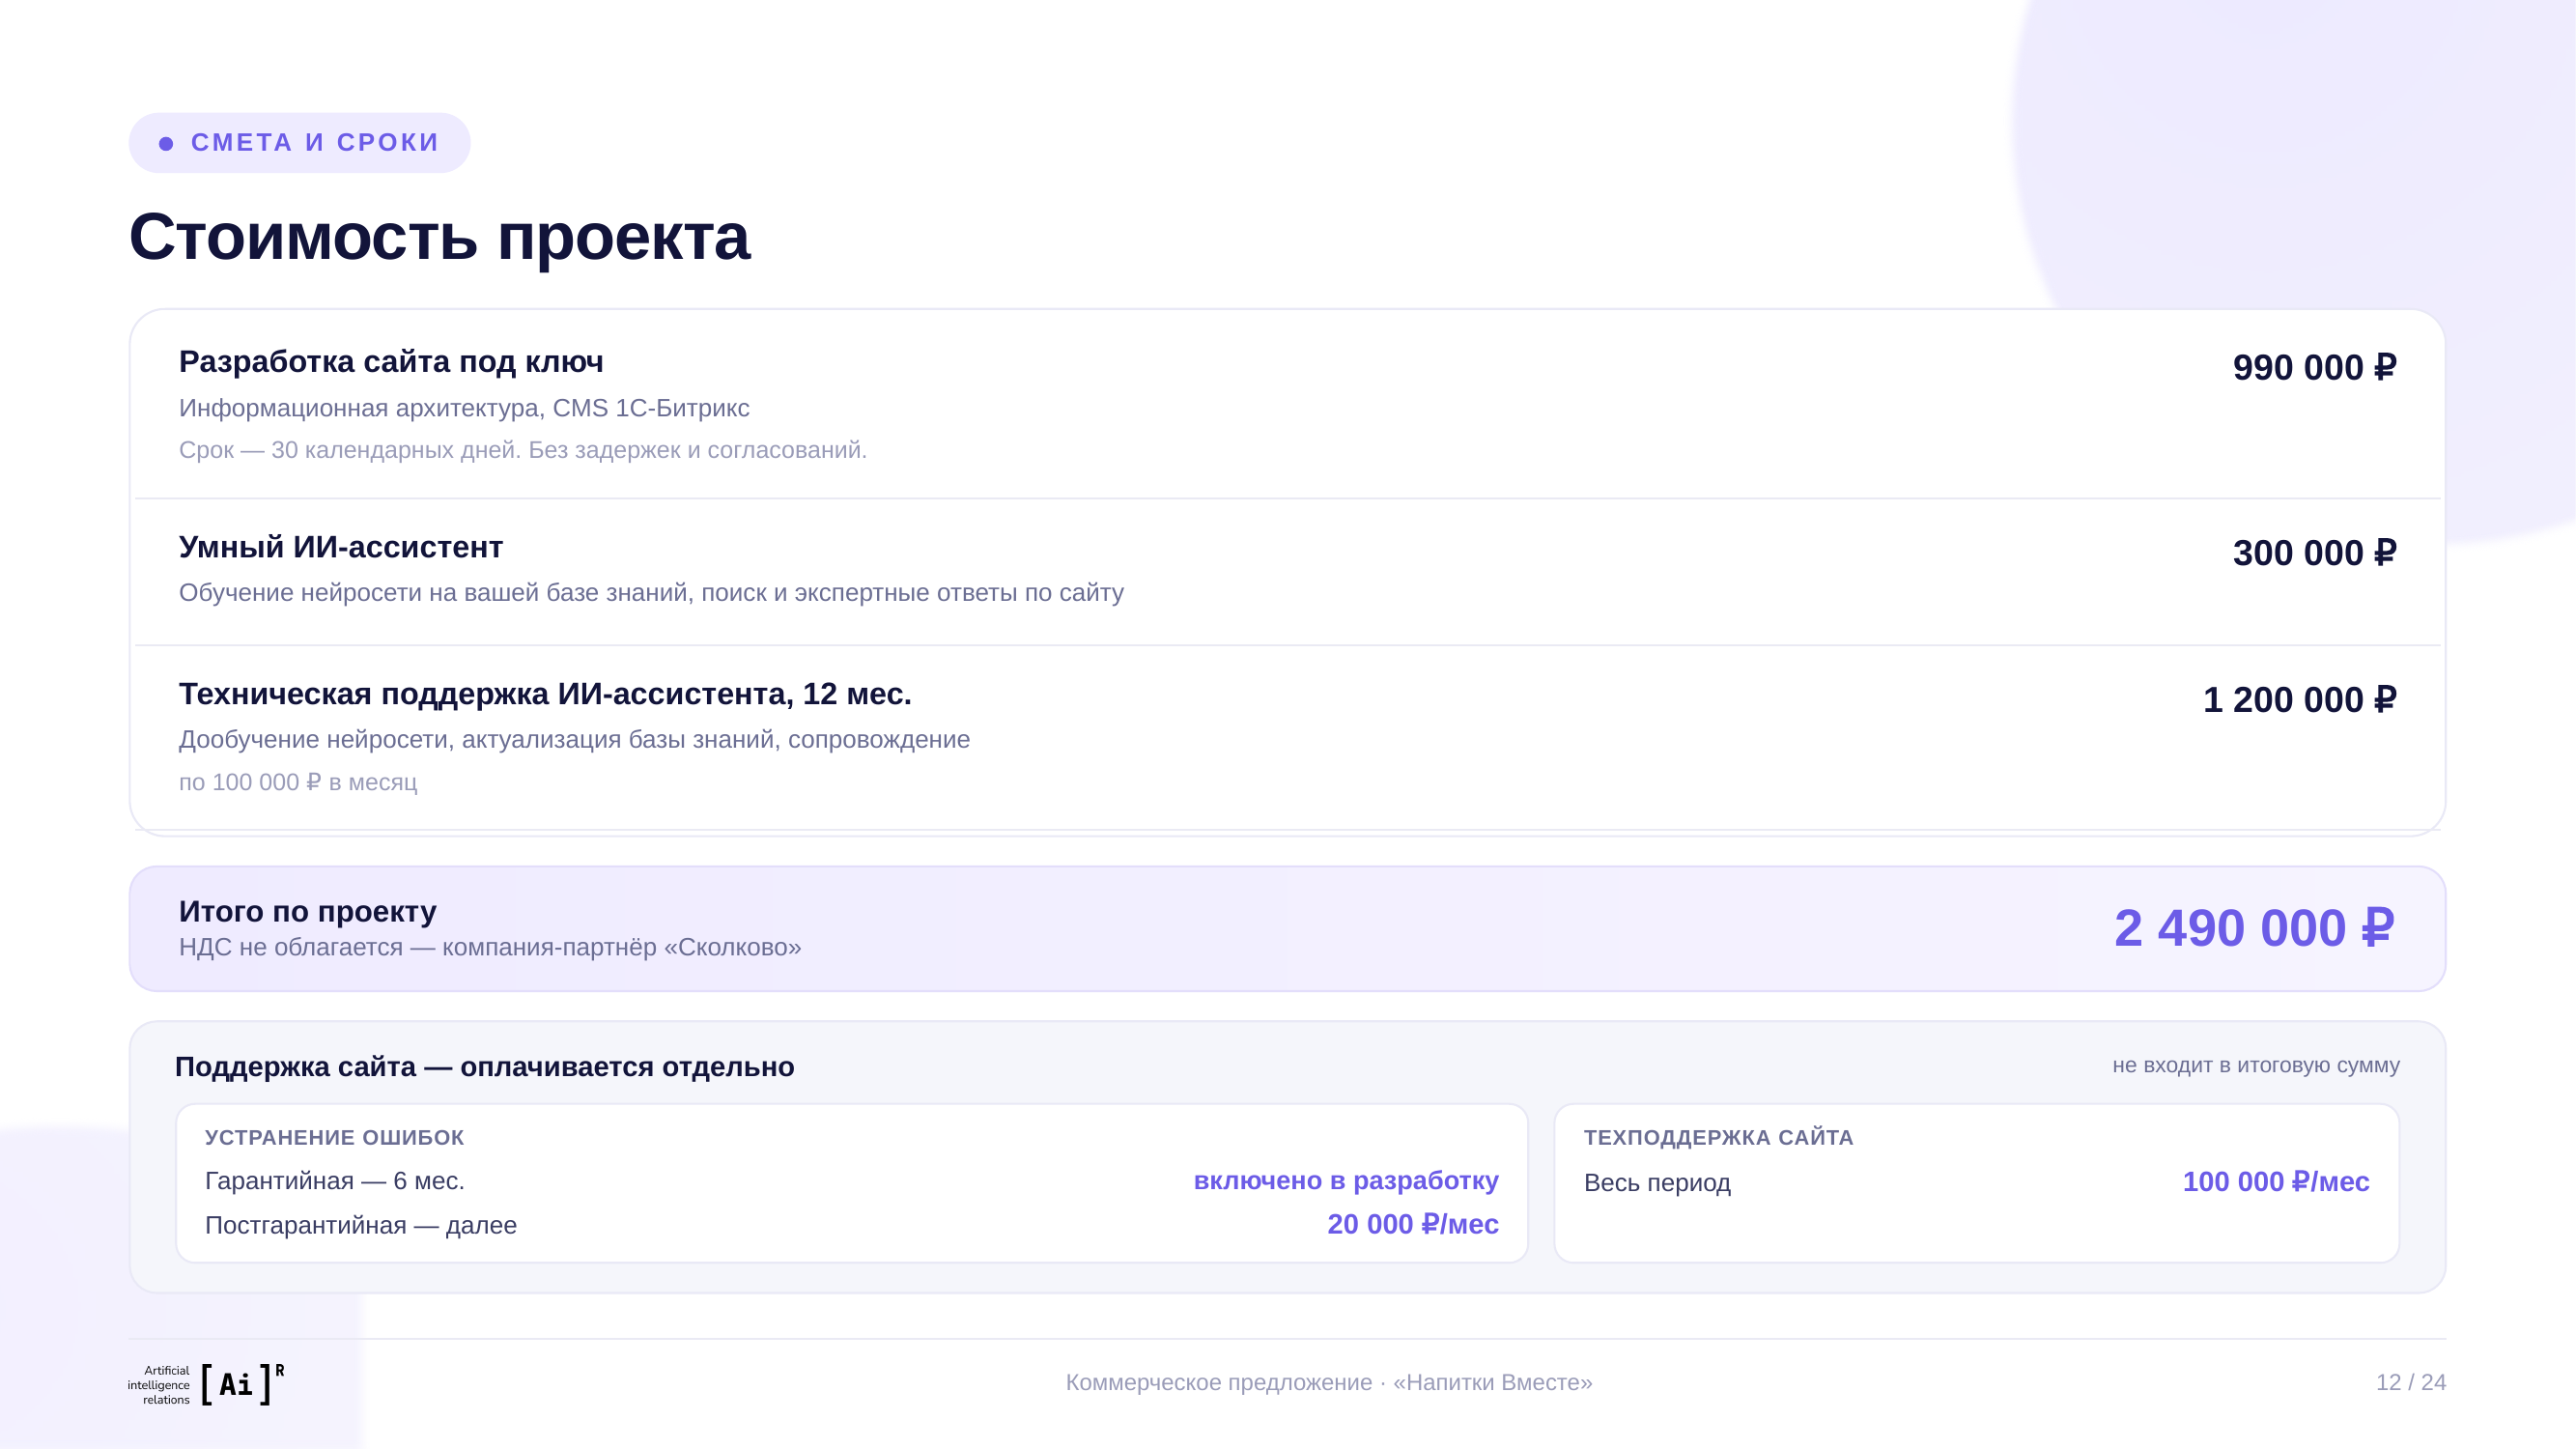 СМЕТА И СРОКИ
Стоимость проекта
Разработка сайта под ключ
990 000 ₽
Информационная архитектура, CMS 1С-Битрикс
Срок — 30 календарных дней. Без задержек и согласований.
Умный ИИ-ассистент
300 000 ₽
Обучение нейросети на вашей базе знаний, поиск и экспертные ответы по сайту
Техническая поддержка ИИ-ассистента, 12 мес.
1 200 000 ₽
Дообучение нейросети, актуализация базы знаний, сопровождение
по 100 000 ₽ в месяц
Итого по проекту
2 490 000 ₽
НДС не облагается — компания-партнёр «Сколково»
Поддержка сайта — оплачивается отдельно
не входит в итоговую сумму
УСТРАНЕНИЕ ОШИБОК
Гарантийная — 6 мес.
включено в разработку
Постгарантийная — далее
20 000 ₽/мес
ТЕХПОДДЕРЖКА САЙТА
Весь период
100 000 ₽/мес
Artificial
intelligence
relations
[Ai]R
Коммерческое предложение · «Напитки Вместе»
12 / 24